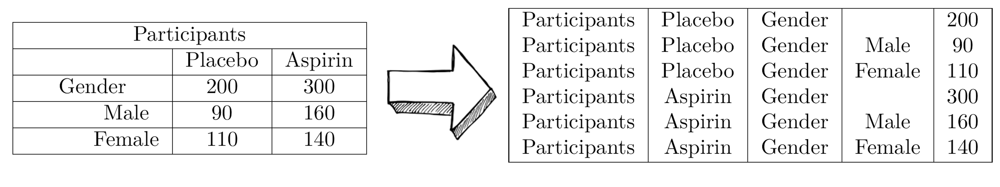 Participants
Placebo Aspirin
Gender 200 300
Male 90 160
Female 110 140
Participants Placebo Gender 200
Participants Placebo Gender Male 90
Participants Placebo Gender Female 110
Participants Aspirin Gender 300
Participants Aspirin Gender Male 160
Participants Aspirin Gender Female 140